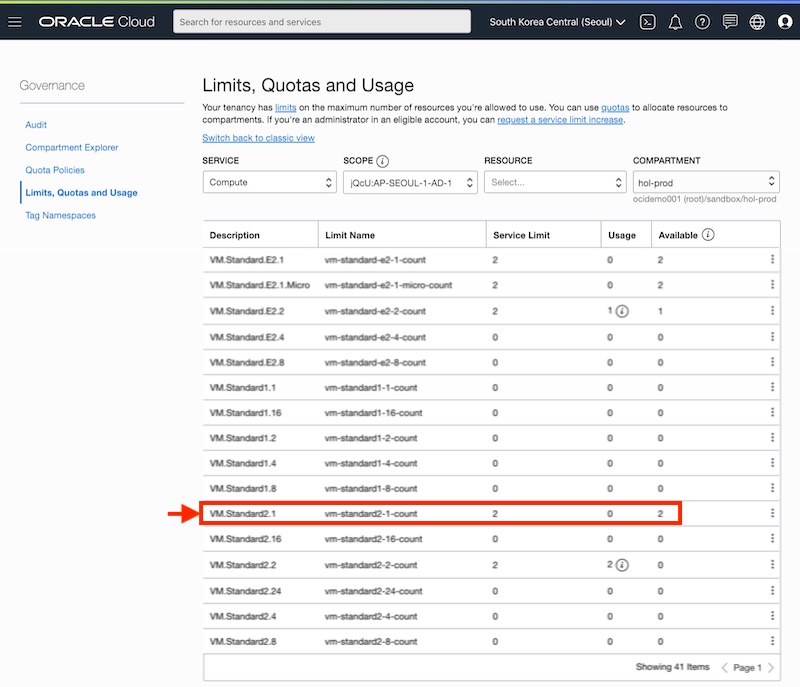 ORACLE Cloud
Search for resources and services
South Korea Central (Seoul)
Governance
Audit
Compartment Explorer
Quota Policies
Limits, Quotas and Usage
Tag Namespaces
Limits, Quotas and Usage
Your tenancy has limits on the maximum number of resources you're allowed to use. You can use quotas to allocate resources to
compartments. If you're an administrator in an eligible account, you can request a service limit increase.
Switch back to classic view
SERVICE SCOPE i RESOURCE COMPARTMENT
Compute jQcU:AP-SEOUL-1-AD-1 Select... hol-prod
ocidemo001 (root)/sandbox/hol-prod
Description Limit Name Service Limit Usage Available i
VM.Standard.E2.1 vm-standard-e2-1-count 2 0 2
VM.Standard.E2.1.Micro vm-standard-e2-1-micro-count 2 0 2
VM.Standard.E2.2 vm-standard-e2-2-count 2 1 i 1
VM.Standard.E2.4 vm-standard-e2-4-count 0 0 0
VM.Standard.E2.8 vm-standard-e2-8-count 0 0 0
VM.Standard1.1 vm-standard1-1-count 0 0 0
VM.Standard1.16 vm-standard1-16-count 0 0 0
VM.Standard1.2 vm-standard1-2-count 0 0 0
VM.Standard1.4 vm-standard1-4-count 0 0 0
VM.Standard1.8 vm-standard1-8-count 0 0 0
VM.Standard2.1 vm-standard2-1-count 2 0 2
VM.Standard2.16 vm-standard2-16-count 0 0 0
VM.Standard2.2 vm-standard2-2-count 2 2 i 0
VM.Standard2.24 vm-standard2-24-count 0 0 0
VM.Standard2.4 vm-standard2-4-count 0 0 0
VM.Standard2.8 vm-standard2-8-count 0 0 0
Showing 41 Items < Page 1 >